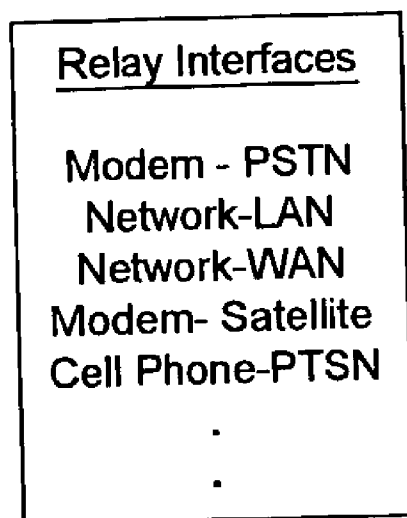 Relay Interfaces
Modem - PSTN
Network-LAN
Network-WAN
Modem- Satellite
Cell Phone-PTSN
.
.